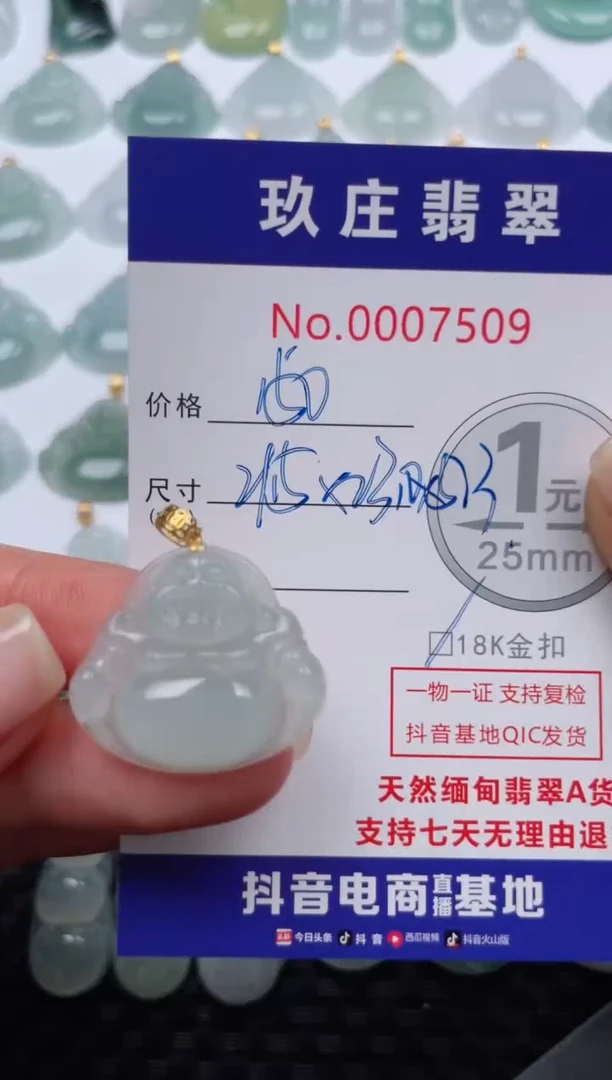 玖庄翡翠
No.0007509
价格
尺寸
1元
25mm
18K金扣
一物一证 支持复检
抖音基地QIC发货
天然缅甸翡翠A货
支持七天无理由退
抖音电商直播基地
今日头条 抖音 西瓜视频 抖音火山版